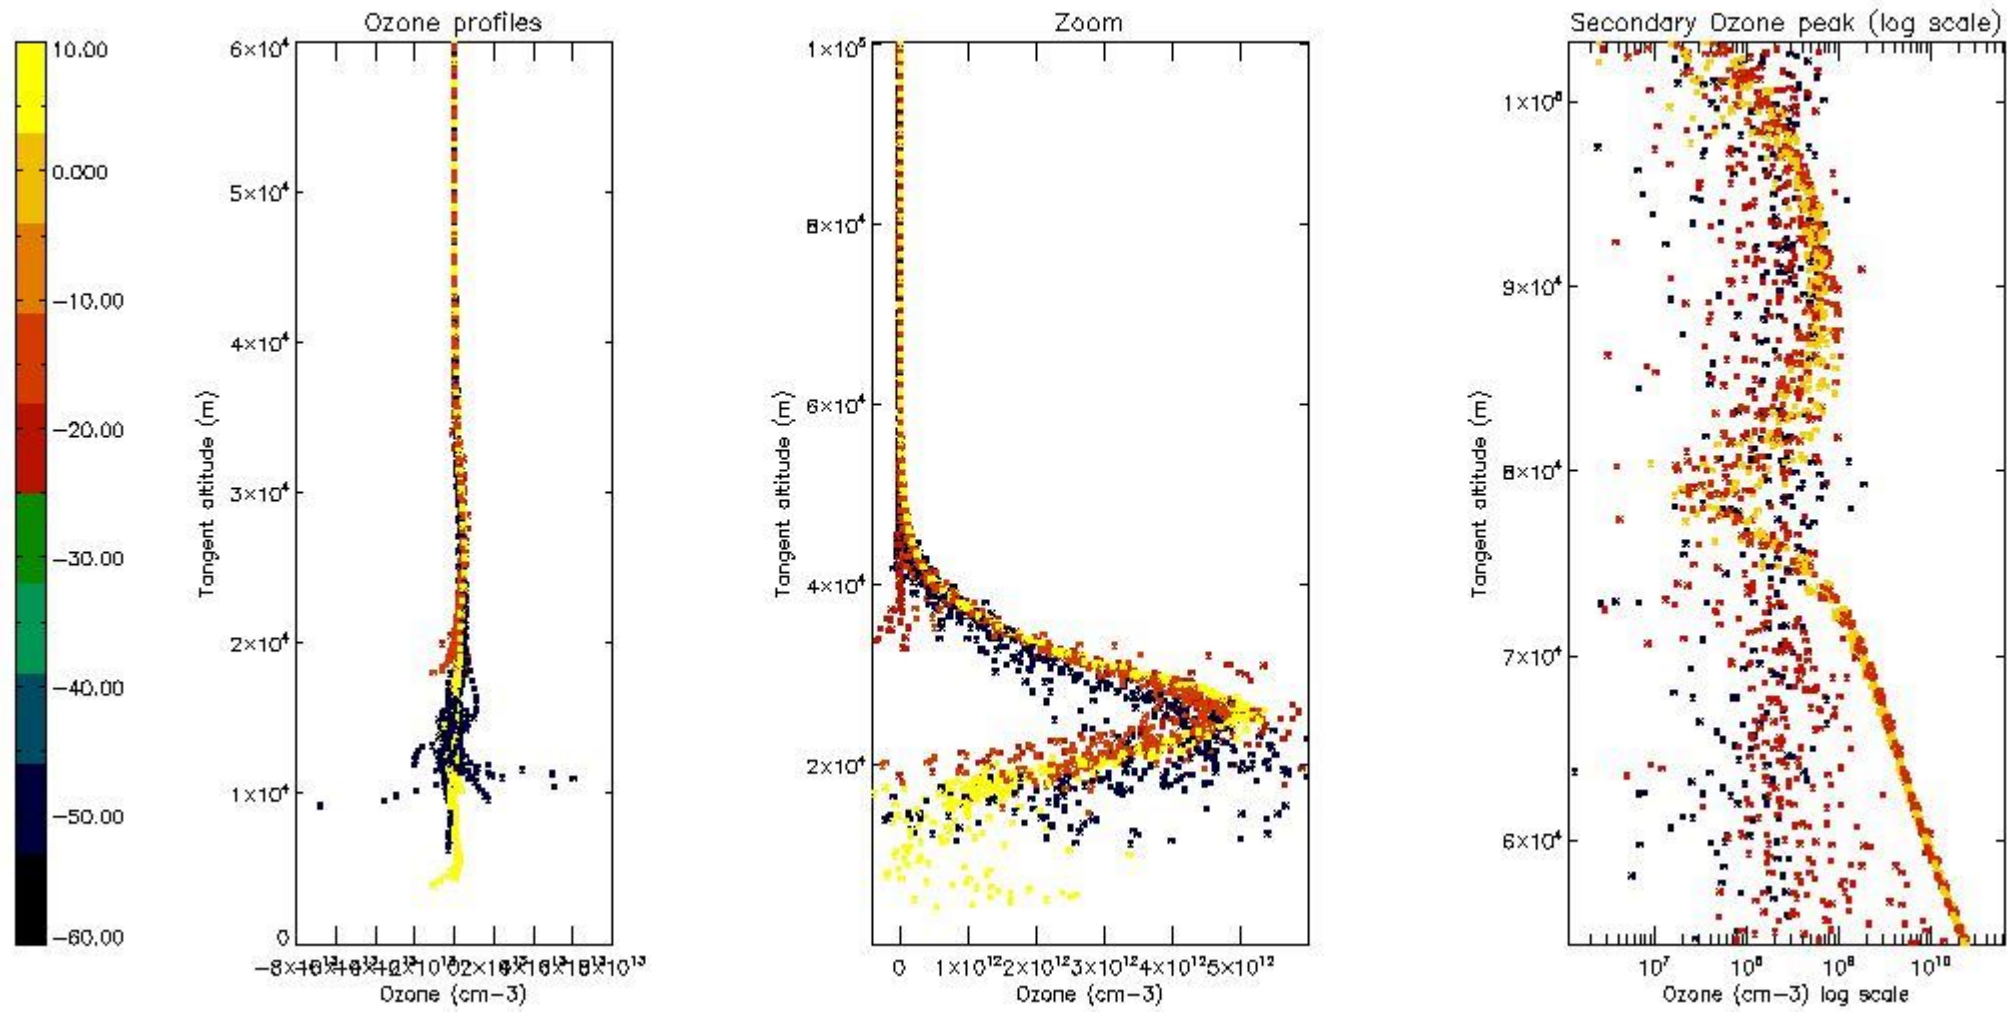 Ozone profiles
Zoom
Secondary Ozone peak (log scale)
10.00
0.000
−10.00
−20.00
−30.00
−40.00
−50.00
−60.00
Tangent altitude (m)
6×10⁴
5×10⁴
4×10⁴
3×10⁴
2×10⁴
1×10⁴
0
Ozone (cm−3)
Tangent altitude (m)
1×10⁵
8×10⁴
6×10⁴
4×10⁴
2×10⁴
0 1×10¹² 2×10¹² 3×10¹² 4×10¹² 5×10¹²
Ozone (cm−3)
Tangent altitude (m)
9×10⁴
8×10⁴
7×10⁴
6×10⁴
10⁷ 10⁸ 10⁹ 10¹⁰
Ozone (cm−3) log scale